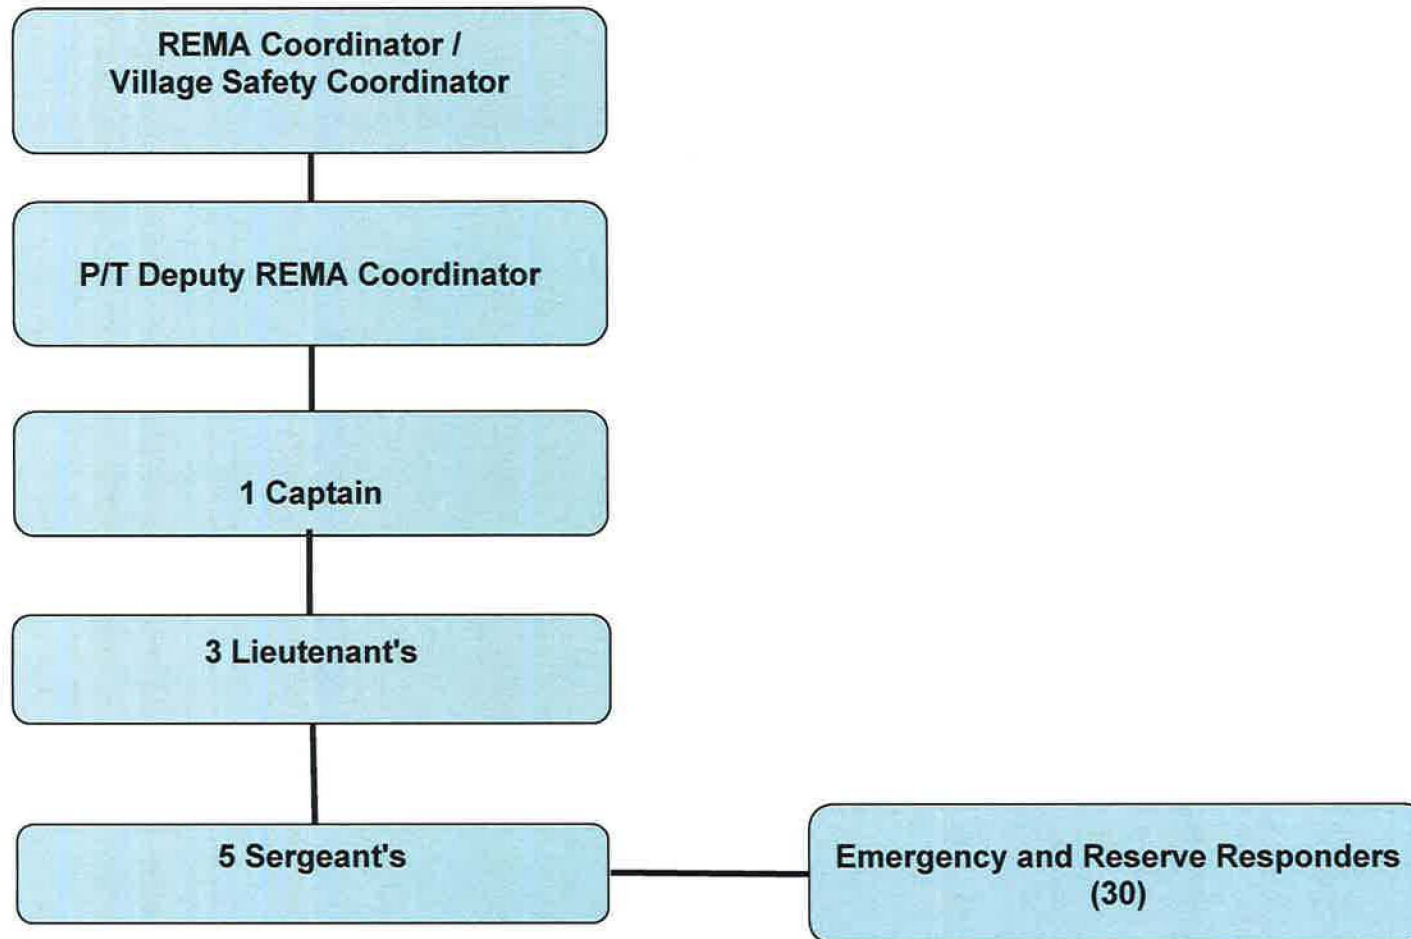 REMA Coordinator /
Village Safety Coordinator
P/T Deputy REMA Coordinator
1 Captain
3 Lieutenant's
5 Sergeant's
Emergency and Reserve Responders
(30)